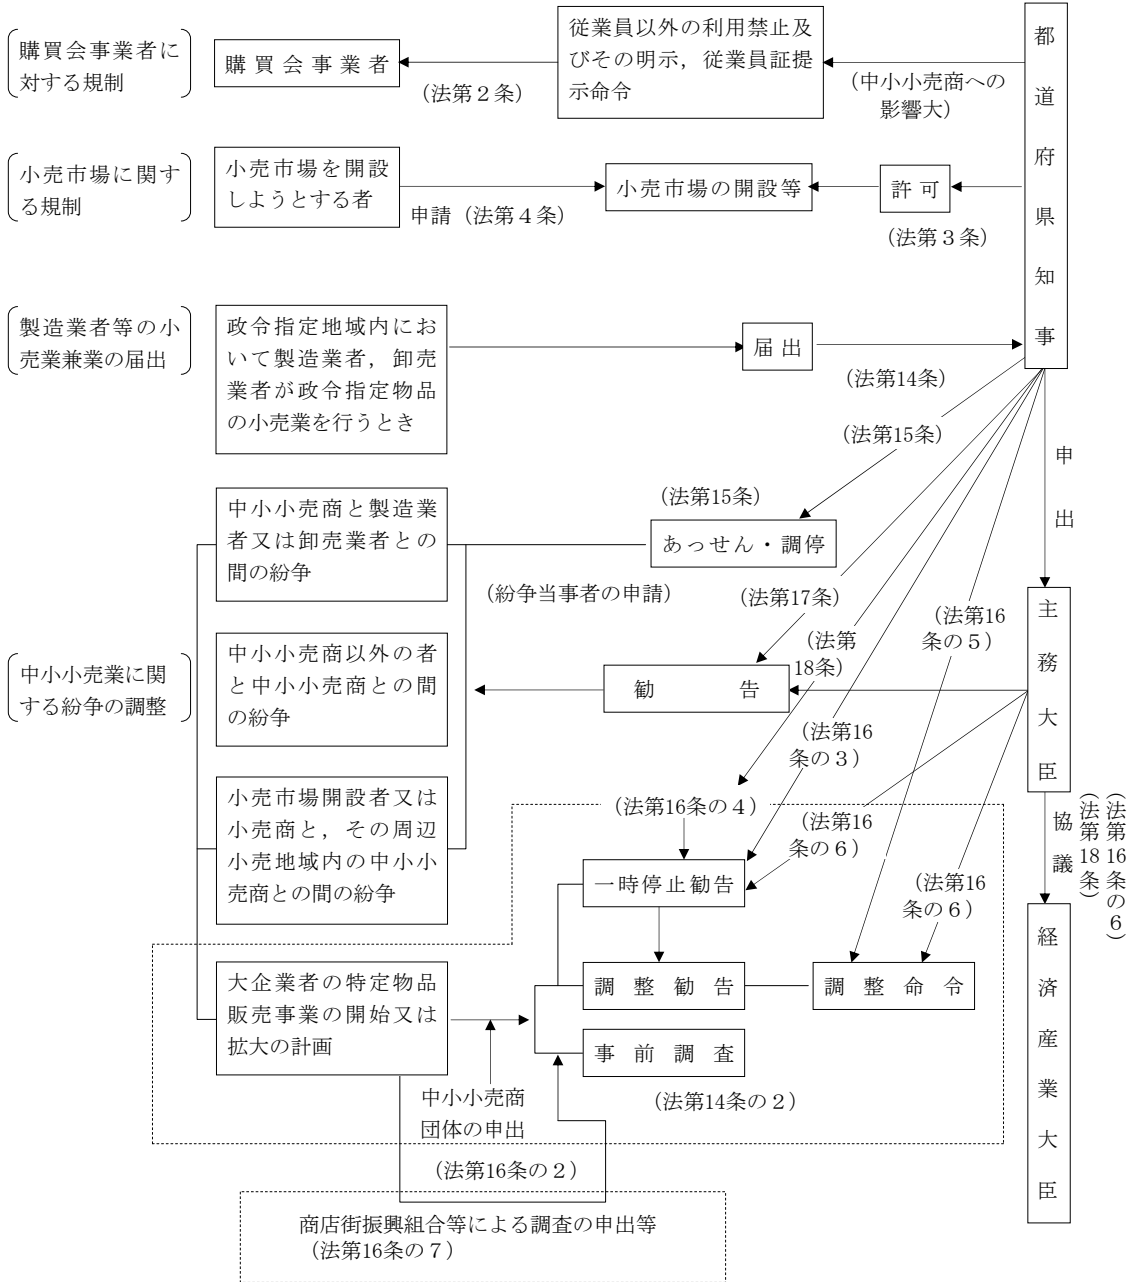 購買会事業者に
対する規制
購買会事業者
(法第２条)
従業員以外の利用禁止及
びその明示，従業員証提
示命令
(中小小売商への
影響大)
都道府県知事
小売市場に関す
る規制
小売市場を開設
しようとする者
申請（法第４条）
小売市場の開設等
許可
(法第３条)
製造業者等の小
売業兼業の届出
政令指定地域内にお
いて製造業者，卸売
業者が政令指定物品
の小売業を行うとき
届出
(法第14条)
(法第15条)
申出
中小小売業に関
する紛争の調整
中小小売商と製造業
者又は卸売業者との
間の紛争
(法第15条)
あっせん・調停
(紛争当事者の申請)
(法第17条)
(法第
18条)
(法第16
条の５)
主務大臣
中小小売商以外の者
と中小小売商との間
の紛争
勧告
(法第16
条の３)
小売市場開設者又は
小売商と，その周辺
小売地域内の中小小
売商との間の紛争
(法第16条の４)
(法第16
条の６)
一時停止勧告
(法第16
条の６)
協議
(法第18条)
(法第16条の６)
経済産業大臣
大企業者の特定物品
販売事業の開始又は
拡大の計画
調整勧告
調整命令
事前調査
(法第14条の２)
中小小売商
団体の申出
(法第16条の２)
商店街振興組合等による調査の申出等
(法第16条の７)